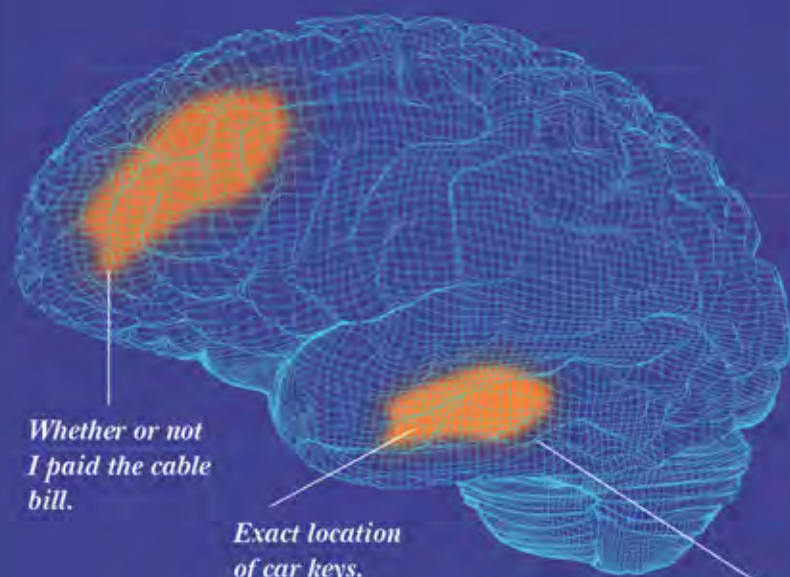 Whether or not
I paid the cable
bill.
Exact location
of car keys.